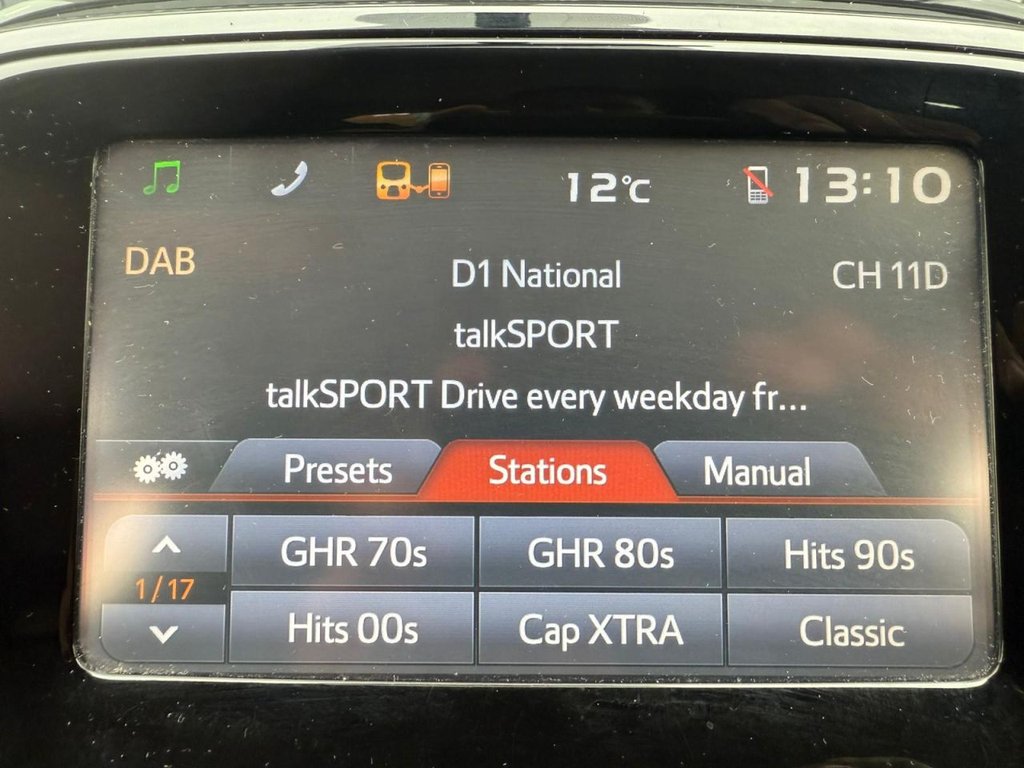 12°C 13:10
DAB
D1 National
CH 11D
talkSPORT
talkSPORT Drive every weekday fr...
Presets Stations Manual
GHR 70s GHR 80s Hits 90s
1/17
Hits 00s Cap XTRA Classic